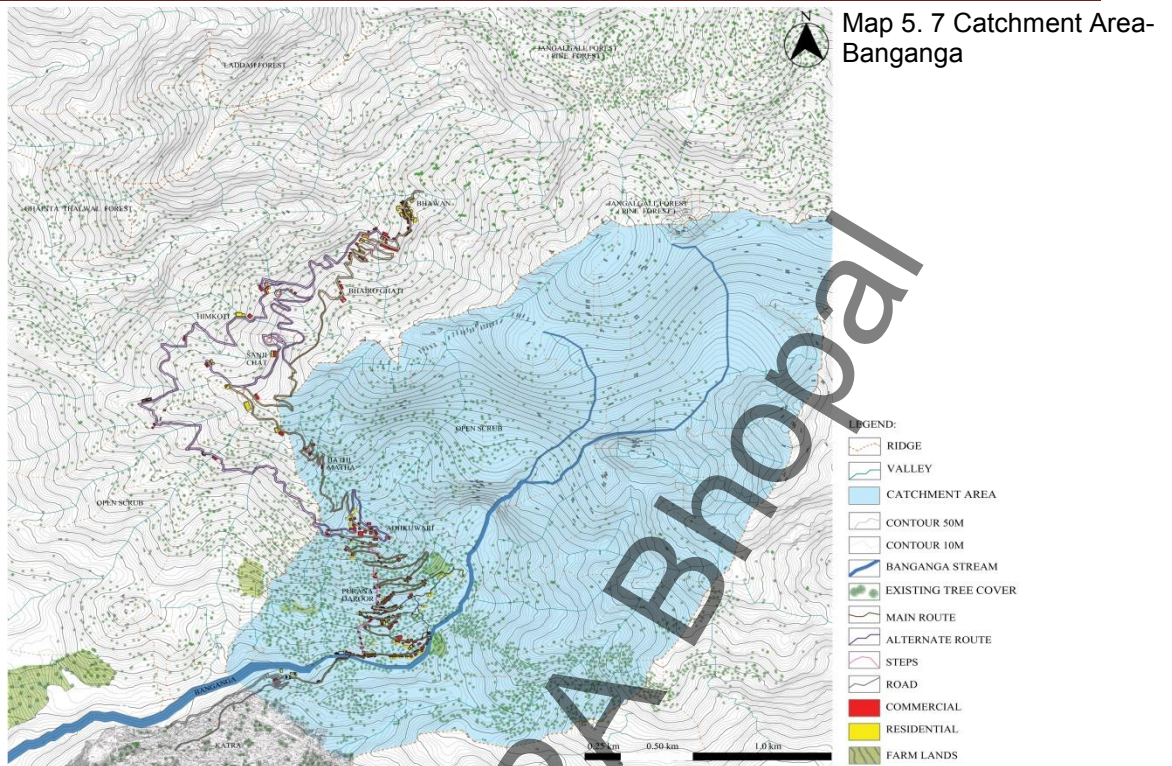 Map 5. 7 Catchment Area-
Banganga
N
LADDAH FOREST
JANGALGALI FOREST
( PINE FOREST )
JANGALGALI FOREST
( PINE FOREST )
THALWAL FOREST
BHAWAN
BHAIRO GHATI
HIMKOTI
SANJI
CHAT
OPEN SCRUB
HATHI
MATHA
OPEN SCRUB
ADHKUWARI
PURANA
DAROOR
BANGANGA
KATRA
0.25 km 0.50 km 1.0 km
LEGEND:
RIDGE
VALLEY
CATCHMENT AREA
CONTOUR 50M
CONTOUR 10M
BANGANGA STREAM
EXISTING TREE COVER
MAIN ROUTE
ALTERNATE ROUTE
STEPS
ROAD
COMMERCIAL
RESIDENTIAL
FARM LANDS
PA Bhopal